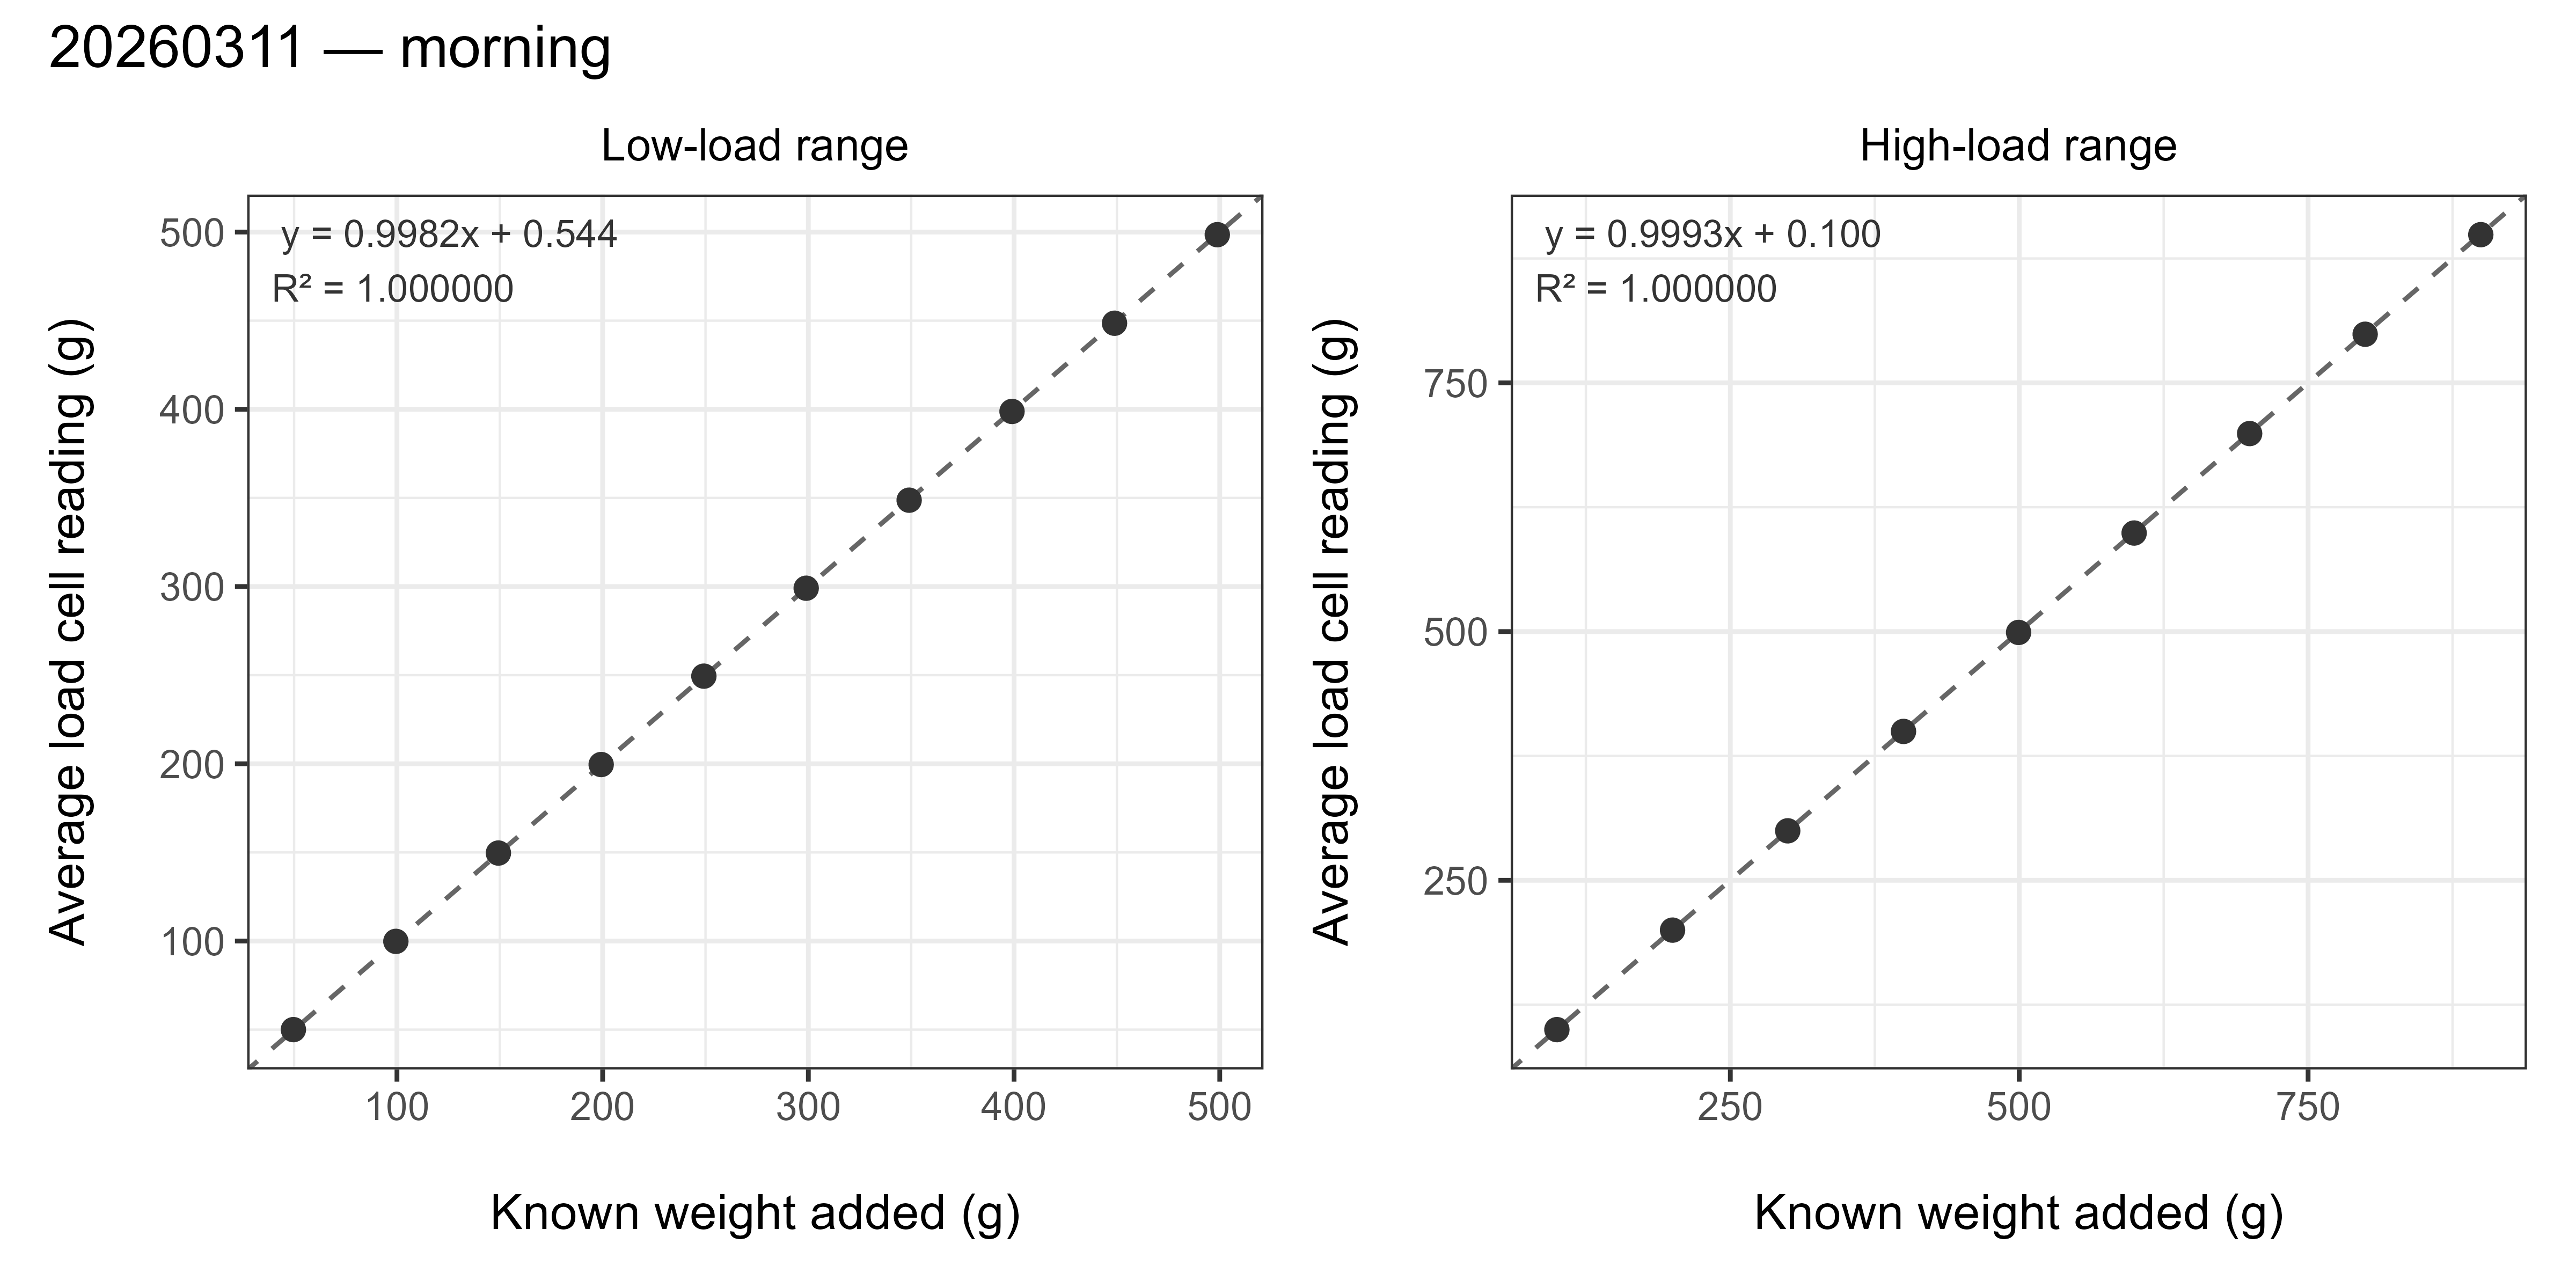 20260311 — morning
Low-load range
y = 0.9982x + 0.544
R² = 1.000000
500
400
300
200
100
Average load cell reading (g)
100 200 300 400 500
Known weight added (g)
High-load range
y = 0.9993x + 0.100
R² = 1.000000
750
500
250
Average load cell reading (g)
250 500 750
Known weight added (g)